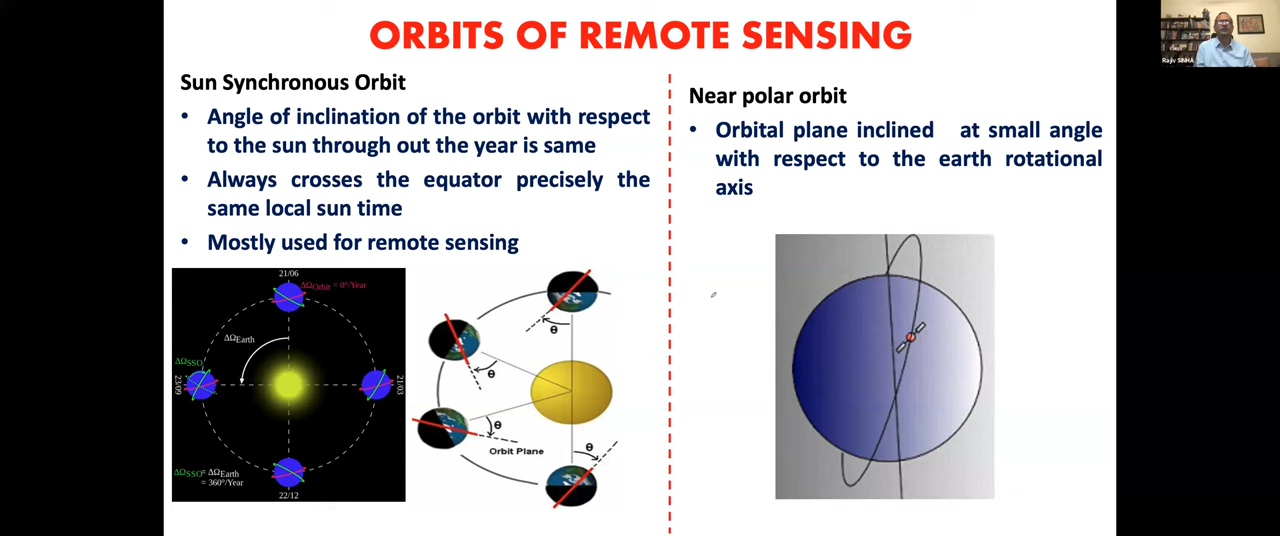 ORBITS OF REMOTE SENSING
Rajiv SINHA
Sun Synchronous Orbit
• Angle of inclination of the orbit with respect
to the sun through out the year is same
• Always crosses the equator precisely the
same local sun time
• Mostly used for remote sensing
Near polar orbit
• Orbital plane inclined at small angle
with respect to the earth rotational
axis
21/06
ΔΩOrbit = 0°/Year
ΔΩEarth
ΔΩSSO
23/09
21/03
ΔΩSSO = ΔΩEarth
= 360°/Year
22/12
θ
θ
θ
Orbit Plane
θ